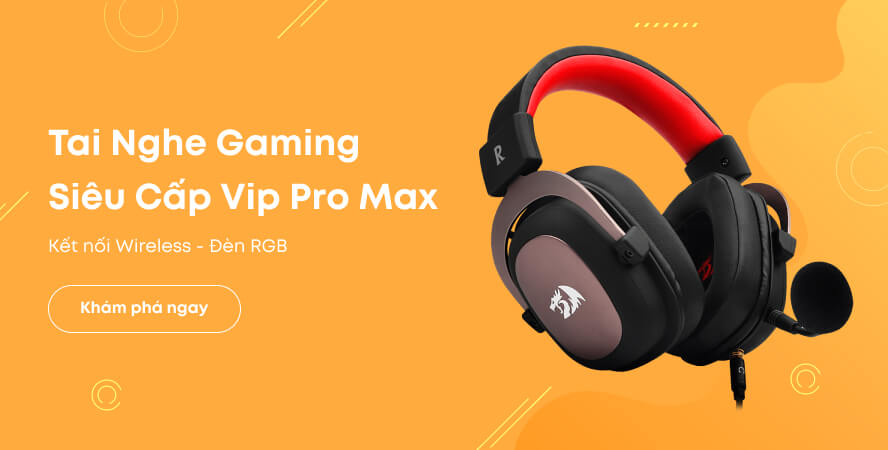 Tai Nghe Gaming
Siêu Cấp Vip Pro Max
Kết nối Wireless - Đèn RGB
Khám phá ngay
R